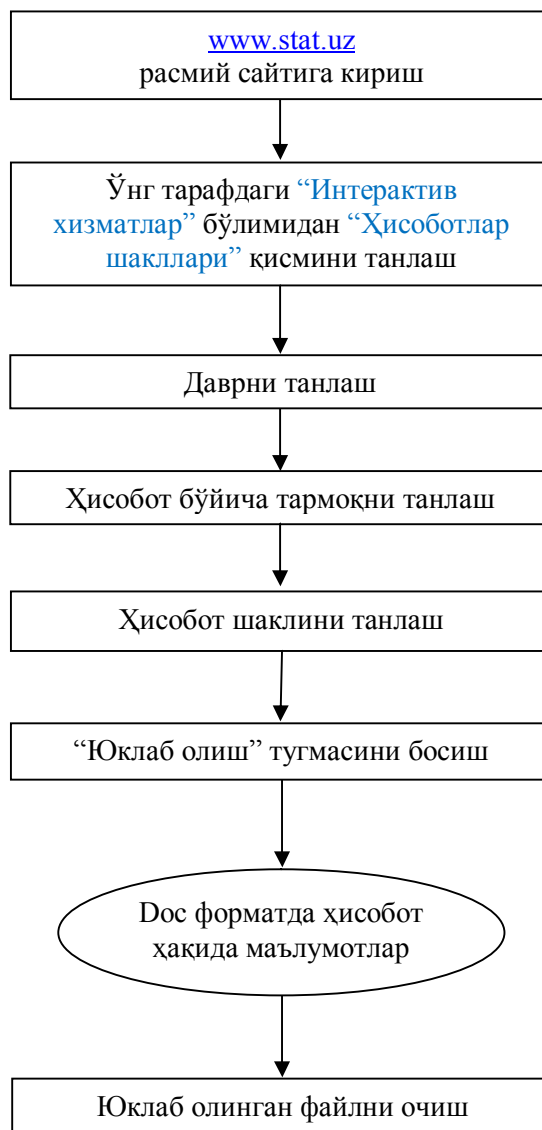 www.stat.uz
расмий сайтига кириш
Ўнг тарафдаги “Интерактив
хизматлар” бўлимидан “Ҳисоботлар
шакллари” қисмини танлаш
Даврни танлаш
Ҳисобот бўйича тармоқни танлаш
Ҳисобот шаклини танлаш
“Юклаб олиш” тугмасини босиш
Doc форматда ҳисобот
ҳақида маълумотлар
Юклаб олинган файлни очиш